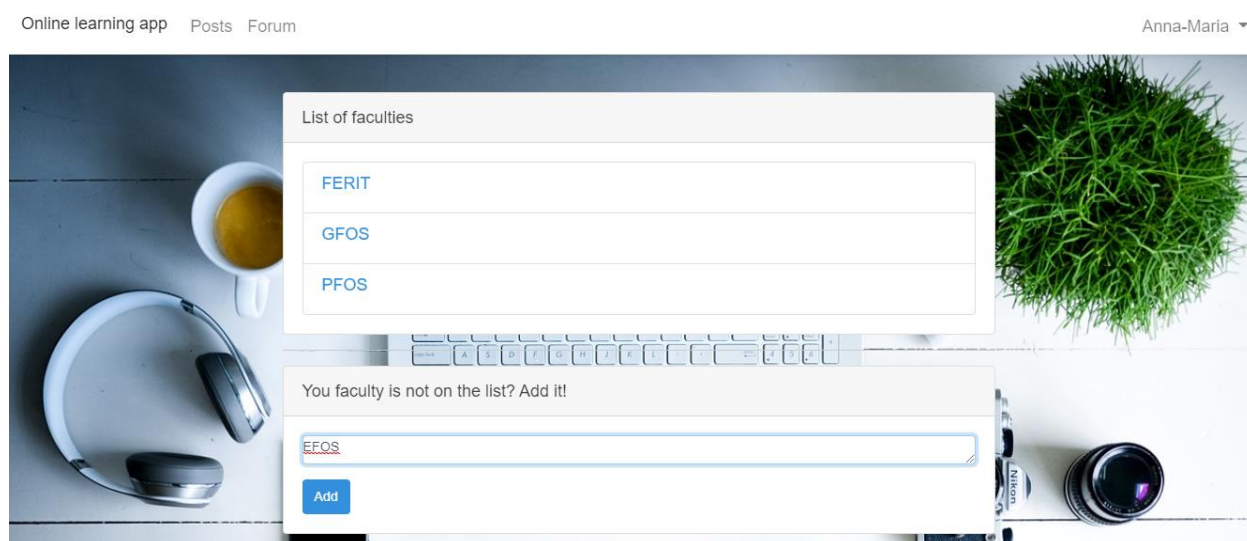 Online learning app Posts Forum Anna-Maria
List of faculties
FERIT
GFOS
PFOS
A S D F G H J K L
You faculty is not on the list? Add it!
EFOS
Nikon
Add